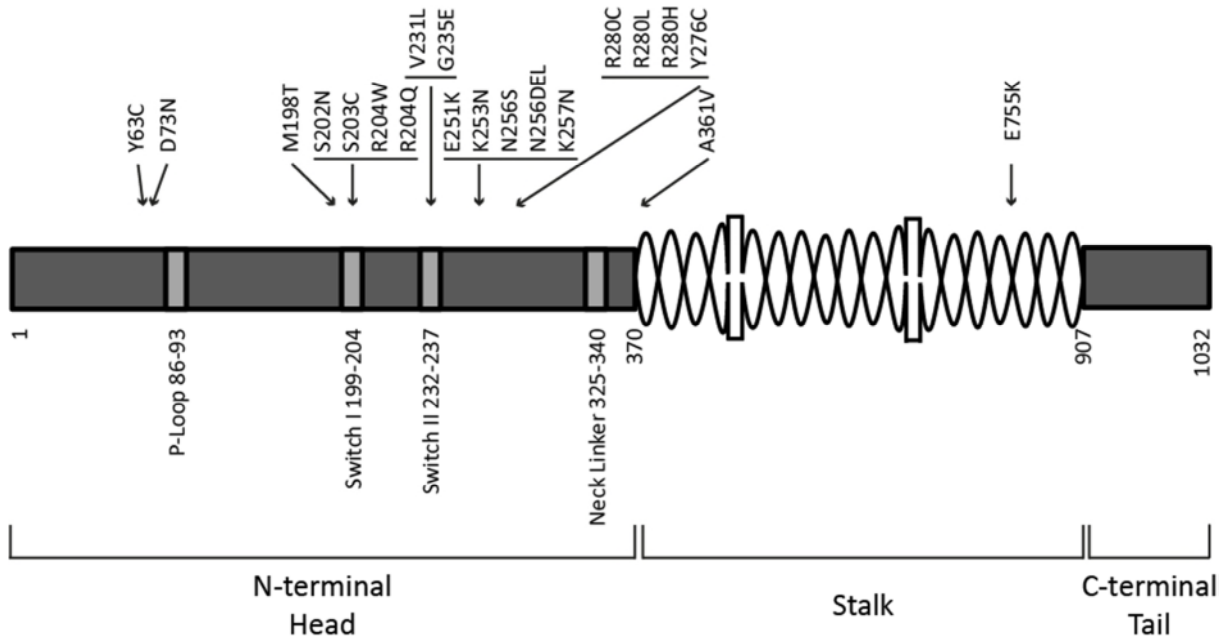 Y63C
D73N
M198T
S202N
S203C
R204W
R204Q
V231L
G235E
E251K
K253N
N256S
N256DEL
K257N
R280C
R280L
R280H
Y276C
A361V
E755K
1
P-Loop 86-93
Switch I 199-204
Switch II 232-237
Neck Linker 325-340
370
907
1032
N-terminal
Head
Stalk
C-terminal
Tail